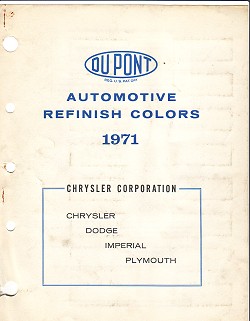 DU PONT
REG. U.S. PAT. OFF.
AUTOMOTIVE
REFINISH COLORS
1971
CHRYSLER CORPORATION
CHRYSLER
DODGE
IMPERIAL
PLYMOUTH